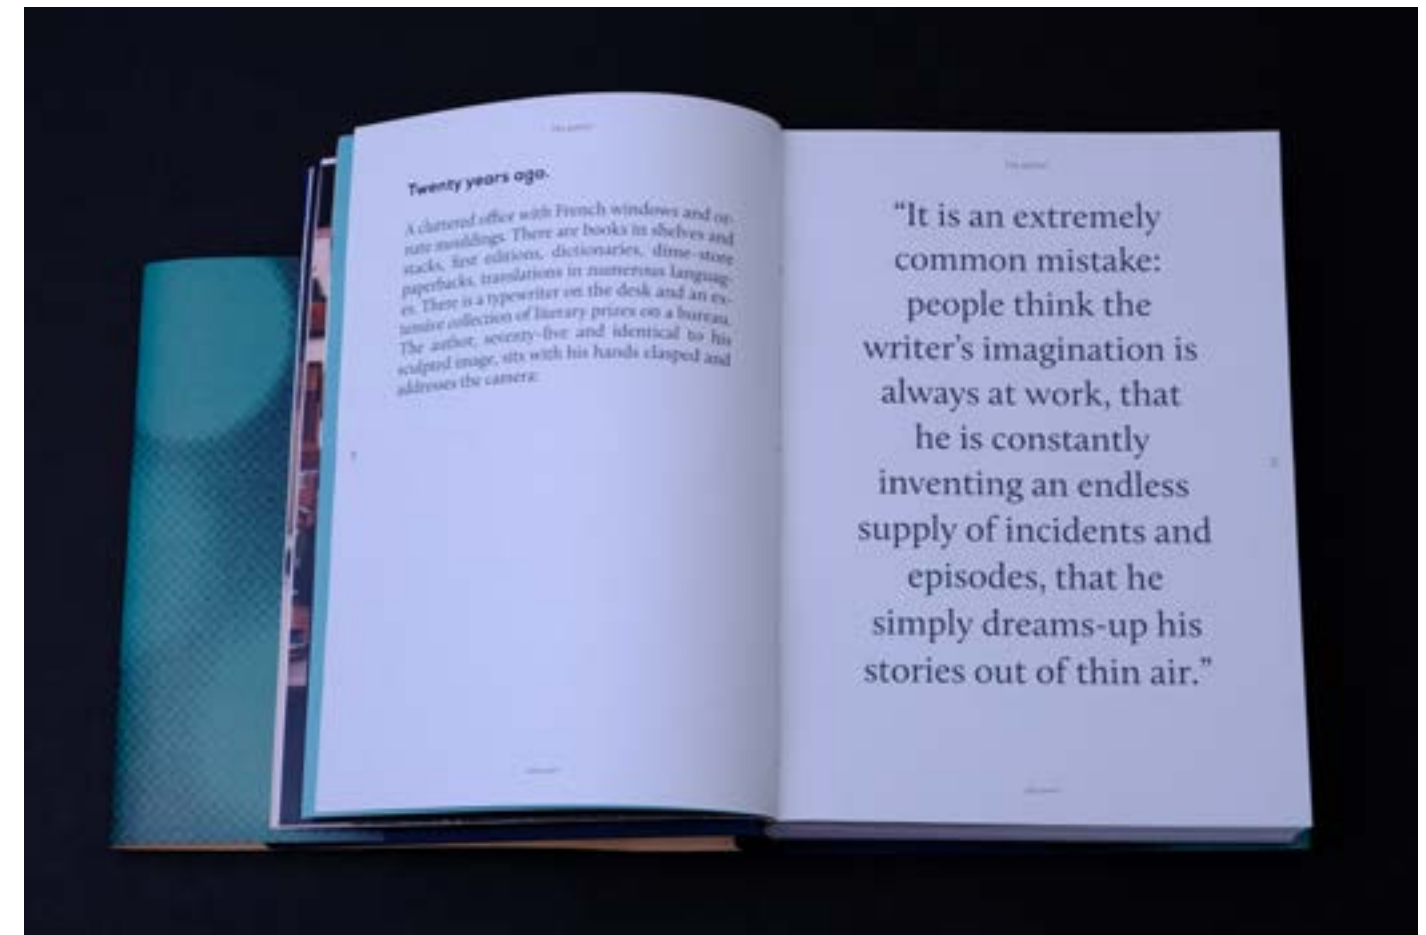 Twenty years ago.
A cluttered office with French windows and or-
nate mouldings. There are books in shelves and
stacks, first editions, dictionaries, dime-store
paperbacks, translations in numerous languag-
es. There is a typewriter on the desk and an ex-
tensive collection of literary prizes on a bureau.
The author, seventy-five and identical to his
sculpted image, sits with his hands clasped and
addresses the camera:
“It is an extremely
common mistake:
people think the
writer’s imagination is
always at work, that
he is constantly
inventing an endless
supply of incidents and
episodes, that he
simply dreams-up his
stories out of thin air.”